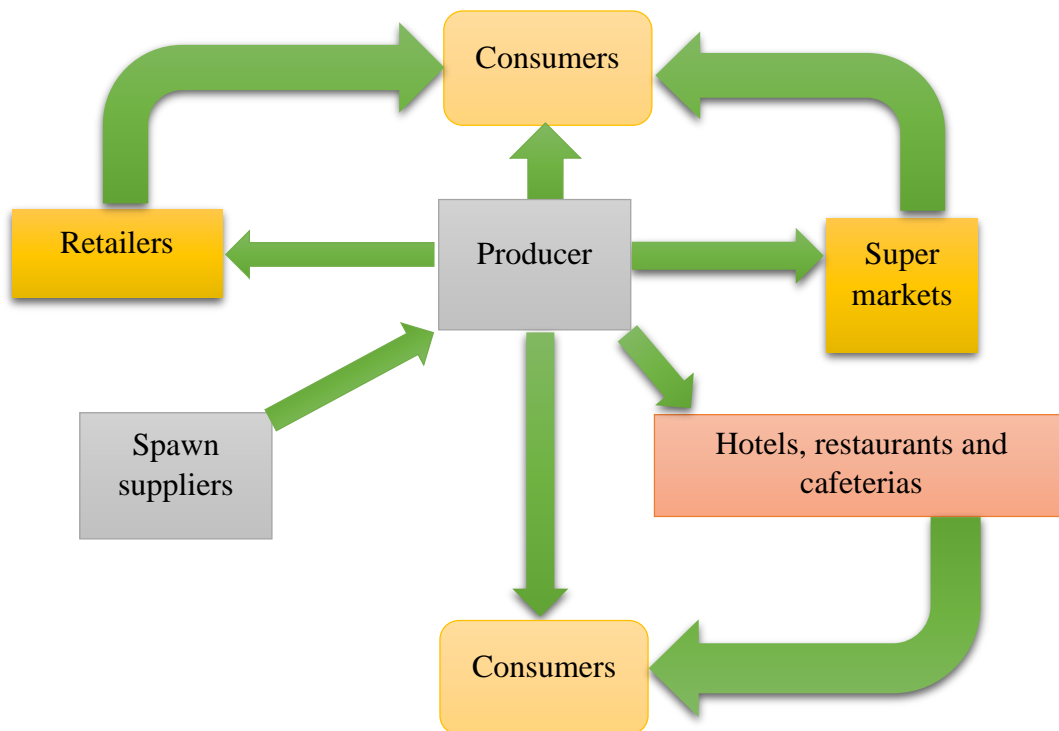 Consumers
Retailers
Producer
Super
markets
Spawn
suppliers
Hotels, restaurants and
cafeterias
Consumers